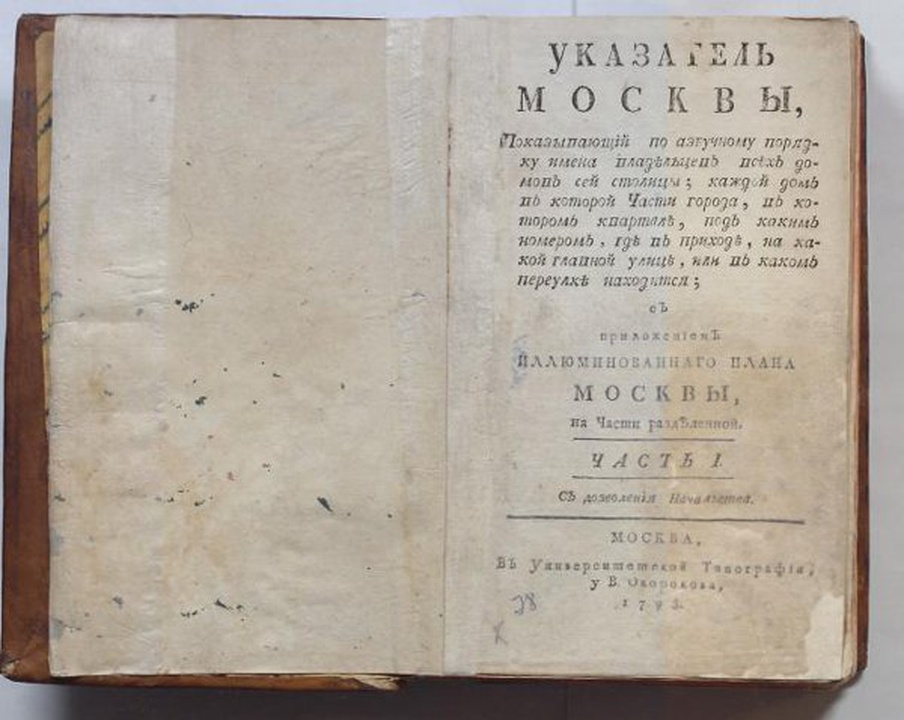 УКАЗАТЕЛЬ
МОСКВЫ,
Показывающій по азбучному поряд-
ку имена владѣльцевъ всѣхъ до-
мовъ сей столицы; каждой домъ
въ которой Части города, въ ко-
торомъ кварталѣ, подъ какимъ
номеромъ, гдѣ въ приходѣ, на ка-
кой главной улицѣ, или въ какомъ
переулкѣ находится;
съ
приложеніемъ
ИЛЛЮМИНОВАННАГО ПЛАНА
МОСКВЫ,
на Части раздѣленной.
ЧАСТЬ I.
Съ дозволенія Начальства.
МОСКВА,
Въ Университетской Типографіи,
у В. Окорокова,
1793.
38